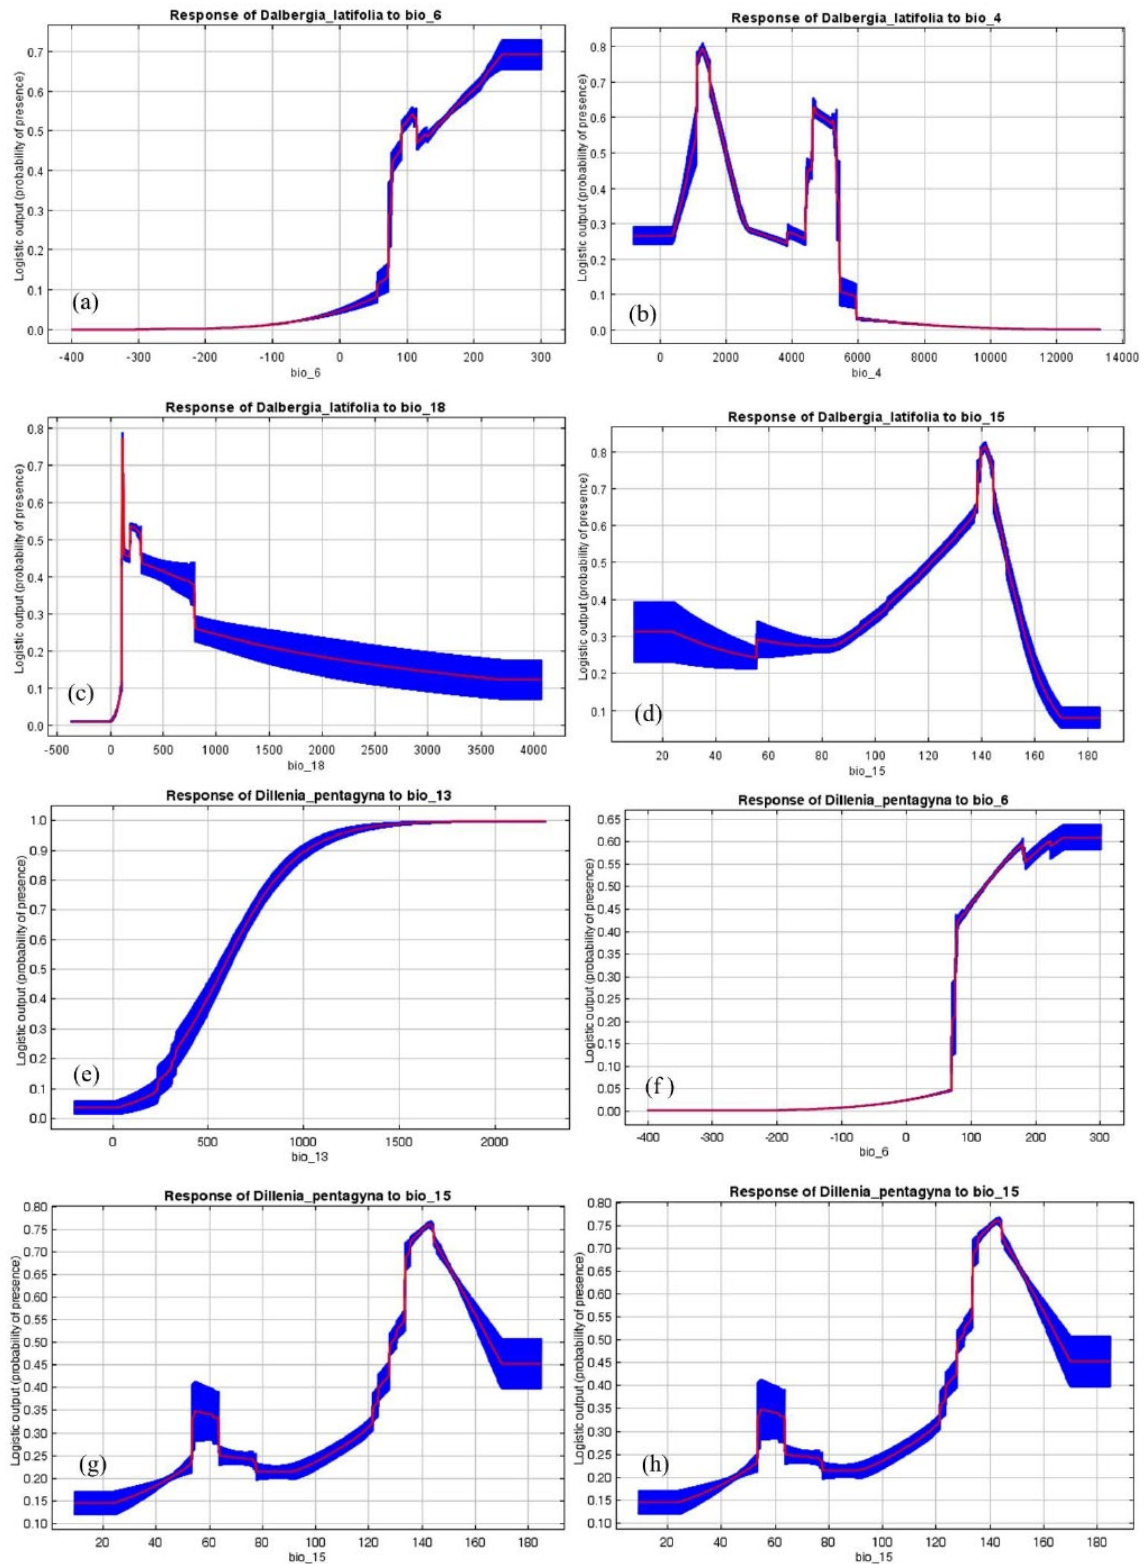 Response of Dalbergia_latifolia to bio_6
Logistic output (probability of presence)
0.7
0.6
0.5
0.4
0.3
0.2
0.1
0.0
(a)
-400 -300 -200 -100 0 100 200 300
bio_6
Response of Dalbergia_latifolia to bio_4
Logistic output (probability of presence)
0.8
0.7
0.6
0.5
0.4
0.3
0.2
0.1
0.0
(b)
0 2000 4000 6000 8000 10000 12000 14000
bio_4
Response of Dalbergia_latifolia to bio_18
Logistic output (probability of presence)
0.8
0.7
0.6
0.5
0.4
0.3
0.2
0.1
0.0
(c)
-500 0 500 1000 1500 2000 2500 3000 3500 4000
bio_18
Response of Dalbergia_latifolia to bio_15
Logistic output (probability of presence)
0.8
0.7
0.6
0.5
0.4
0.3
0.2
0.1
(d)
20 40 60 80 100 120 140 160 180
bio_15
Response of Dillenia_pentagyna to bio_13
Logistic output (probability of presence)
1.0
0.9
0.8
0.7
0.6
0.5
0.4
0.3
0.2
0.1
0.0
(e)
0 500 1000 1500 2000
bio_13
Response of Dillenia_pentagyna to bio_6
Logistic output (probability of presence)
0.65
0.60
0.55
0.50
0.45
0.40
0.35
0.30
0.25
0.20
0.15
0.10
0.05
0.00
(f )
-400 -300 -200 -100 0 100 200 300
bio_6
Response of Dillenia_pentagyna to bio_15
Logistic output (probability of presence)
0.80
0.75
0.70
0.65
0.60
0.55
0.50
0.45
0.40
0.35
0.30
0.25
0.20
0.15
0.10
(g)
20 40 60 80 100 120 140 160 180
bio_15
Response of Dillenia_pentagyna to bio_15
Logistic output (probability of presence)
0.80
0.75
0.70
0.65
0.60
0.55
0.50
0.45
0.40
0.35
0.30
0.25
0.20
0.15
0.10
(h)
20 40 60 80 100 120 140 160 180
bio_15